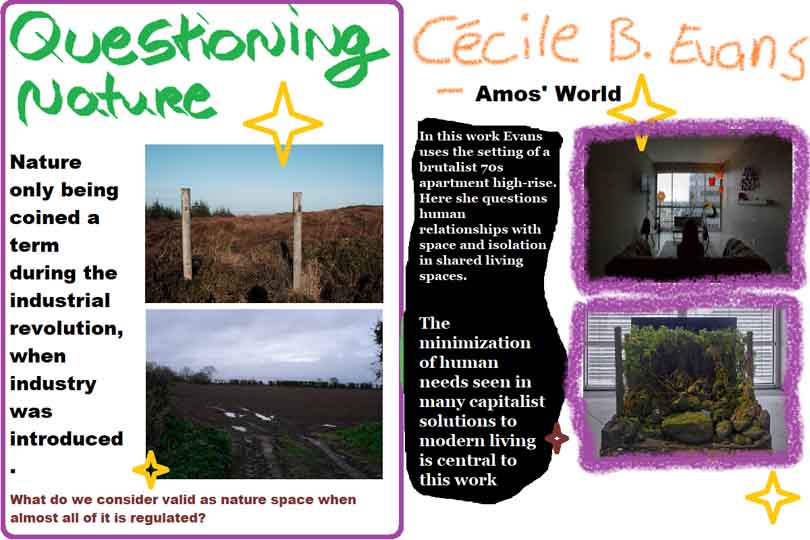 Questioning
Nature
Nature
only being
coined a
term
during the
industrial
revolution,
when
industry
was
introduced
.
What do we consider valid as nature space when
almost all of it is regulated?
Cécile B. Evans
– Amos' World
In this work Evans
uses the setting of a
brutalist 70s
apartment high-rise.
Here she questions
human
relationships with
space and isolation
in shared living
spaces.
The
minimization
of human
needs seen in
many capitalist
solutions to
modern living
is central to
this work